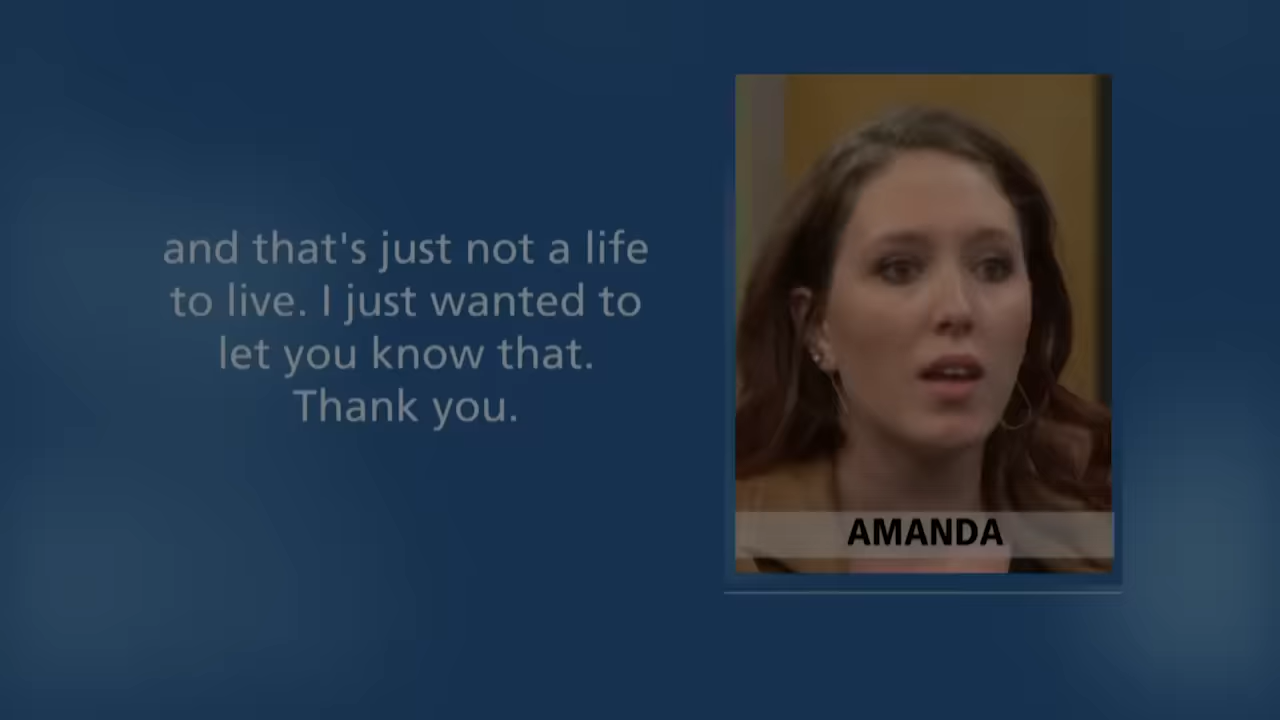 and that's just not a life
to live. I just wanted to
let you know that.
Thank you.
AMANDA